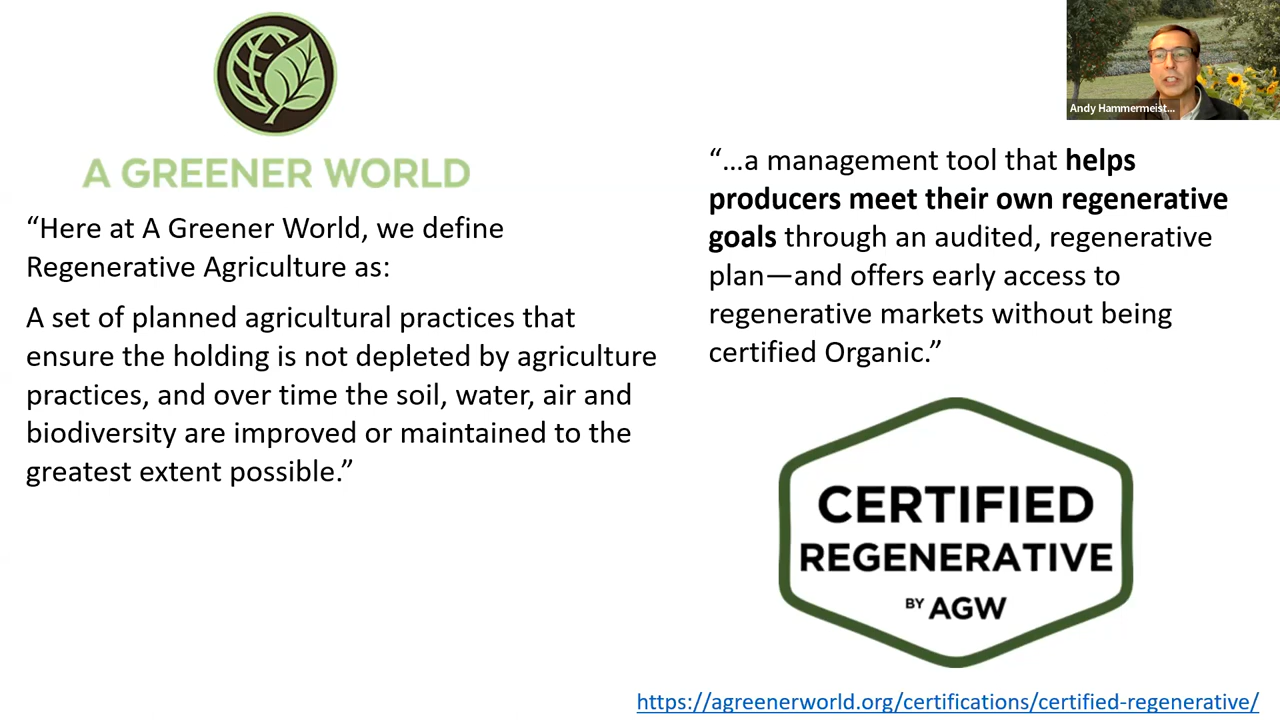 A GREENER WORLD
“Here at A Greener World, we define
Regenerative Agriculture as:
A set of planned agricultural practices that
ensure the holding is not depleted by agriculture
practices, and over time the soil, water, air and
biodiversity are improved or maintained to the
greatest extent possible.”
Andy Hammermeist...
“…a management tool that helps
producers meet their own regenerative
goals through an audited, regenerative
plan—and offers early access to
regenerative markets without being
certified Organic.”
CERTIFIED
REGENERATIVE
BY AGW
https://agreenerworld.org/certifications/certified-regenerative/